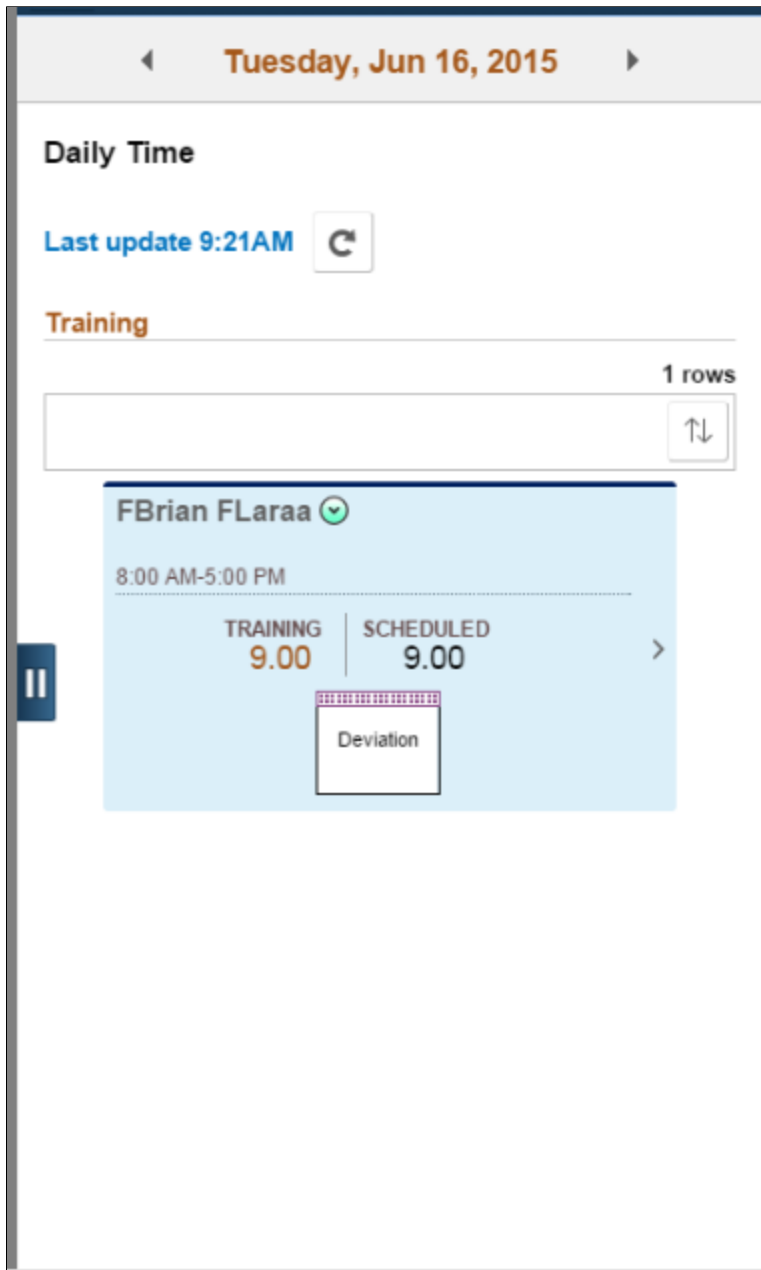 Tuesday, Jun 16, 2015
Daily Time
Last update 9:21AM
Training
1 rows
FBrian FLaraa
8:00 AM-5:00 PM
TRAINING SCHEDULED
9.00 9.00
Deviation